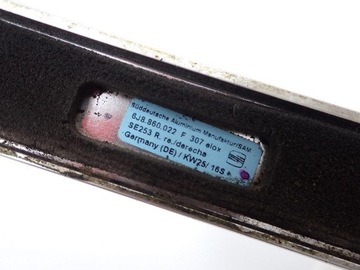 Süddeutsche Aluminium Manufaktur/SAM
6J8.860.022 F 307 elox
SE253 R. re./derecha
Germany (DE) / KW25/ 16S